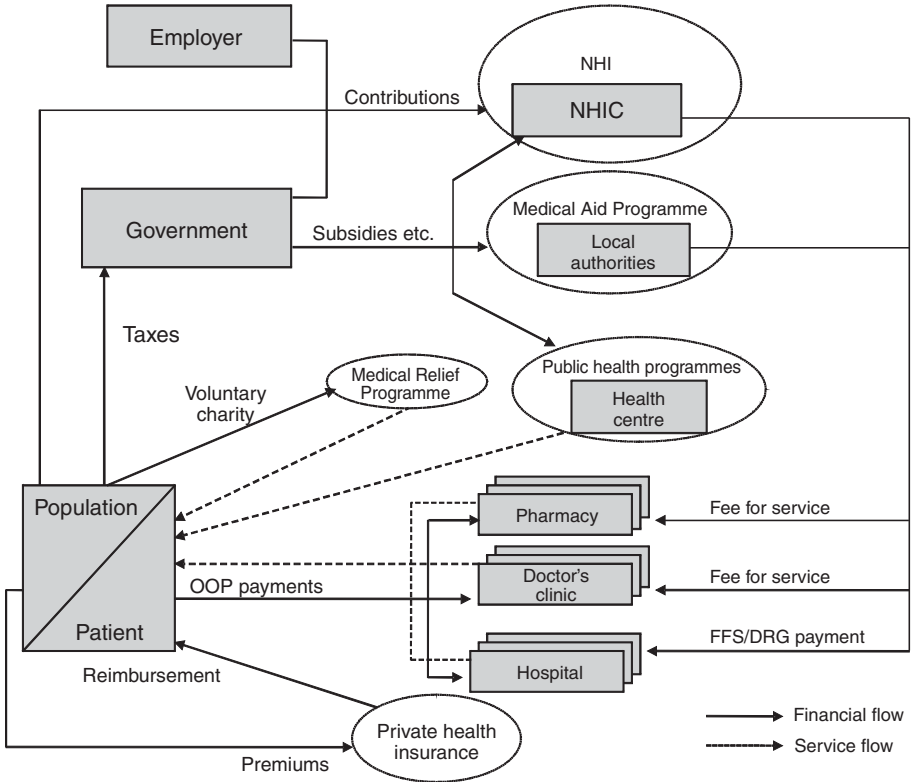 Employer
NHI
NHIC
Contributions
Medical Aid Programme
Local
authorities
Government
Subsidies etc.
Taxes
Public health programmes
Health
centre
Medical Relief
Programme
Voluntary
charity
Population
Patient
Pharmacy
Fee for service
Doctor's
clinic
Fee for service
OOP payments
FFS/DRG payment
Hospital
Reimbursement
Private health
insurance
Premiums
Financial flow
Service flow